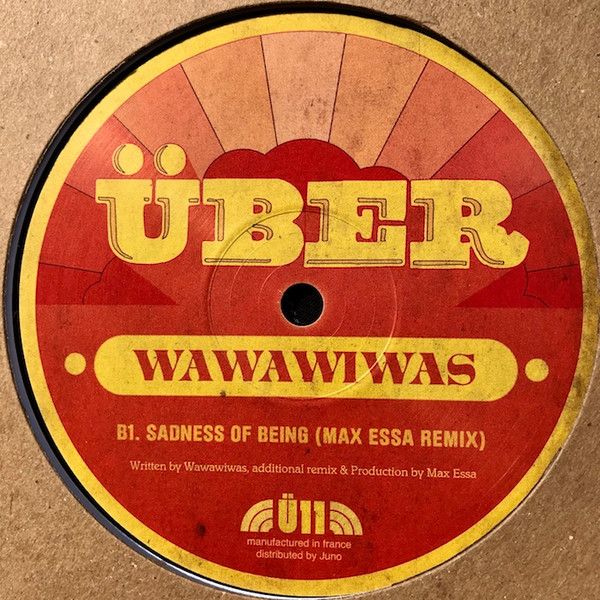 ÜBER
WAWAWIWAS
B1. SADNESS OF BEING (MAX ESSA REMIX)
Written by Wawawiwas, additional remix & Production by Max Essa
Ü11
manufactured in france
distributed by Juno